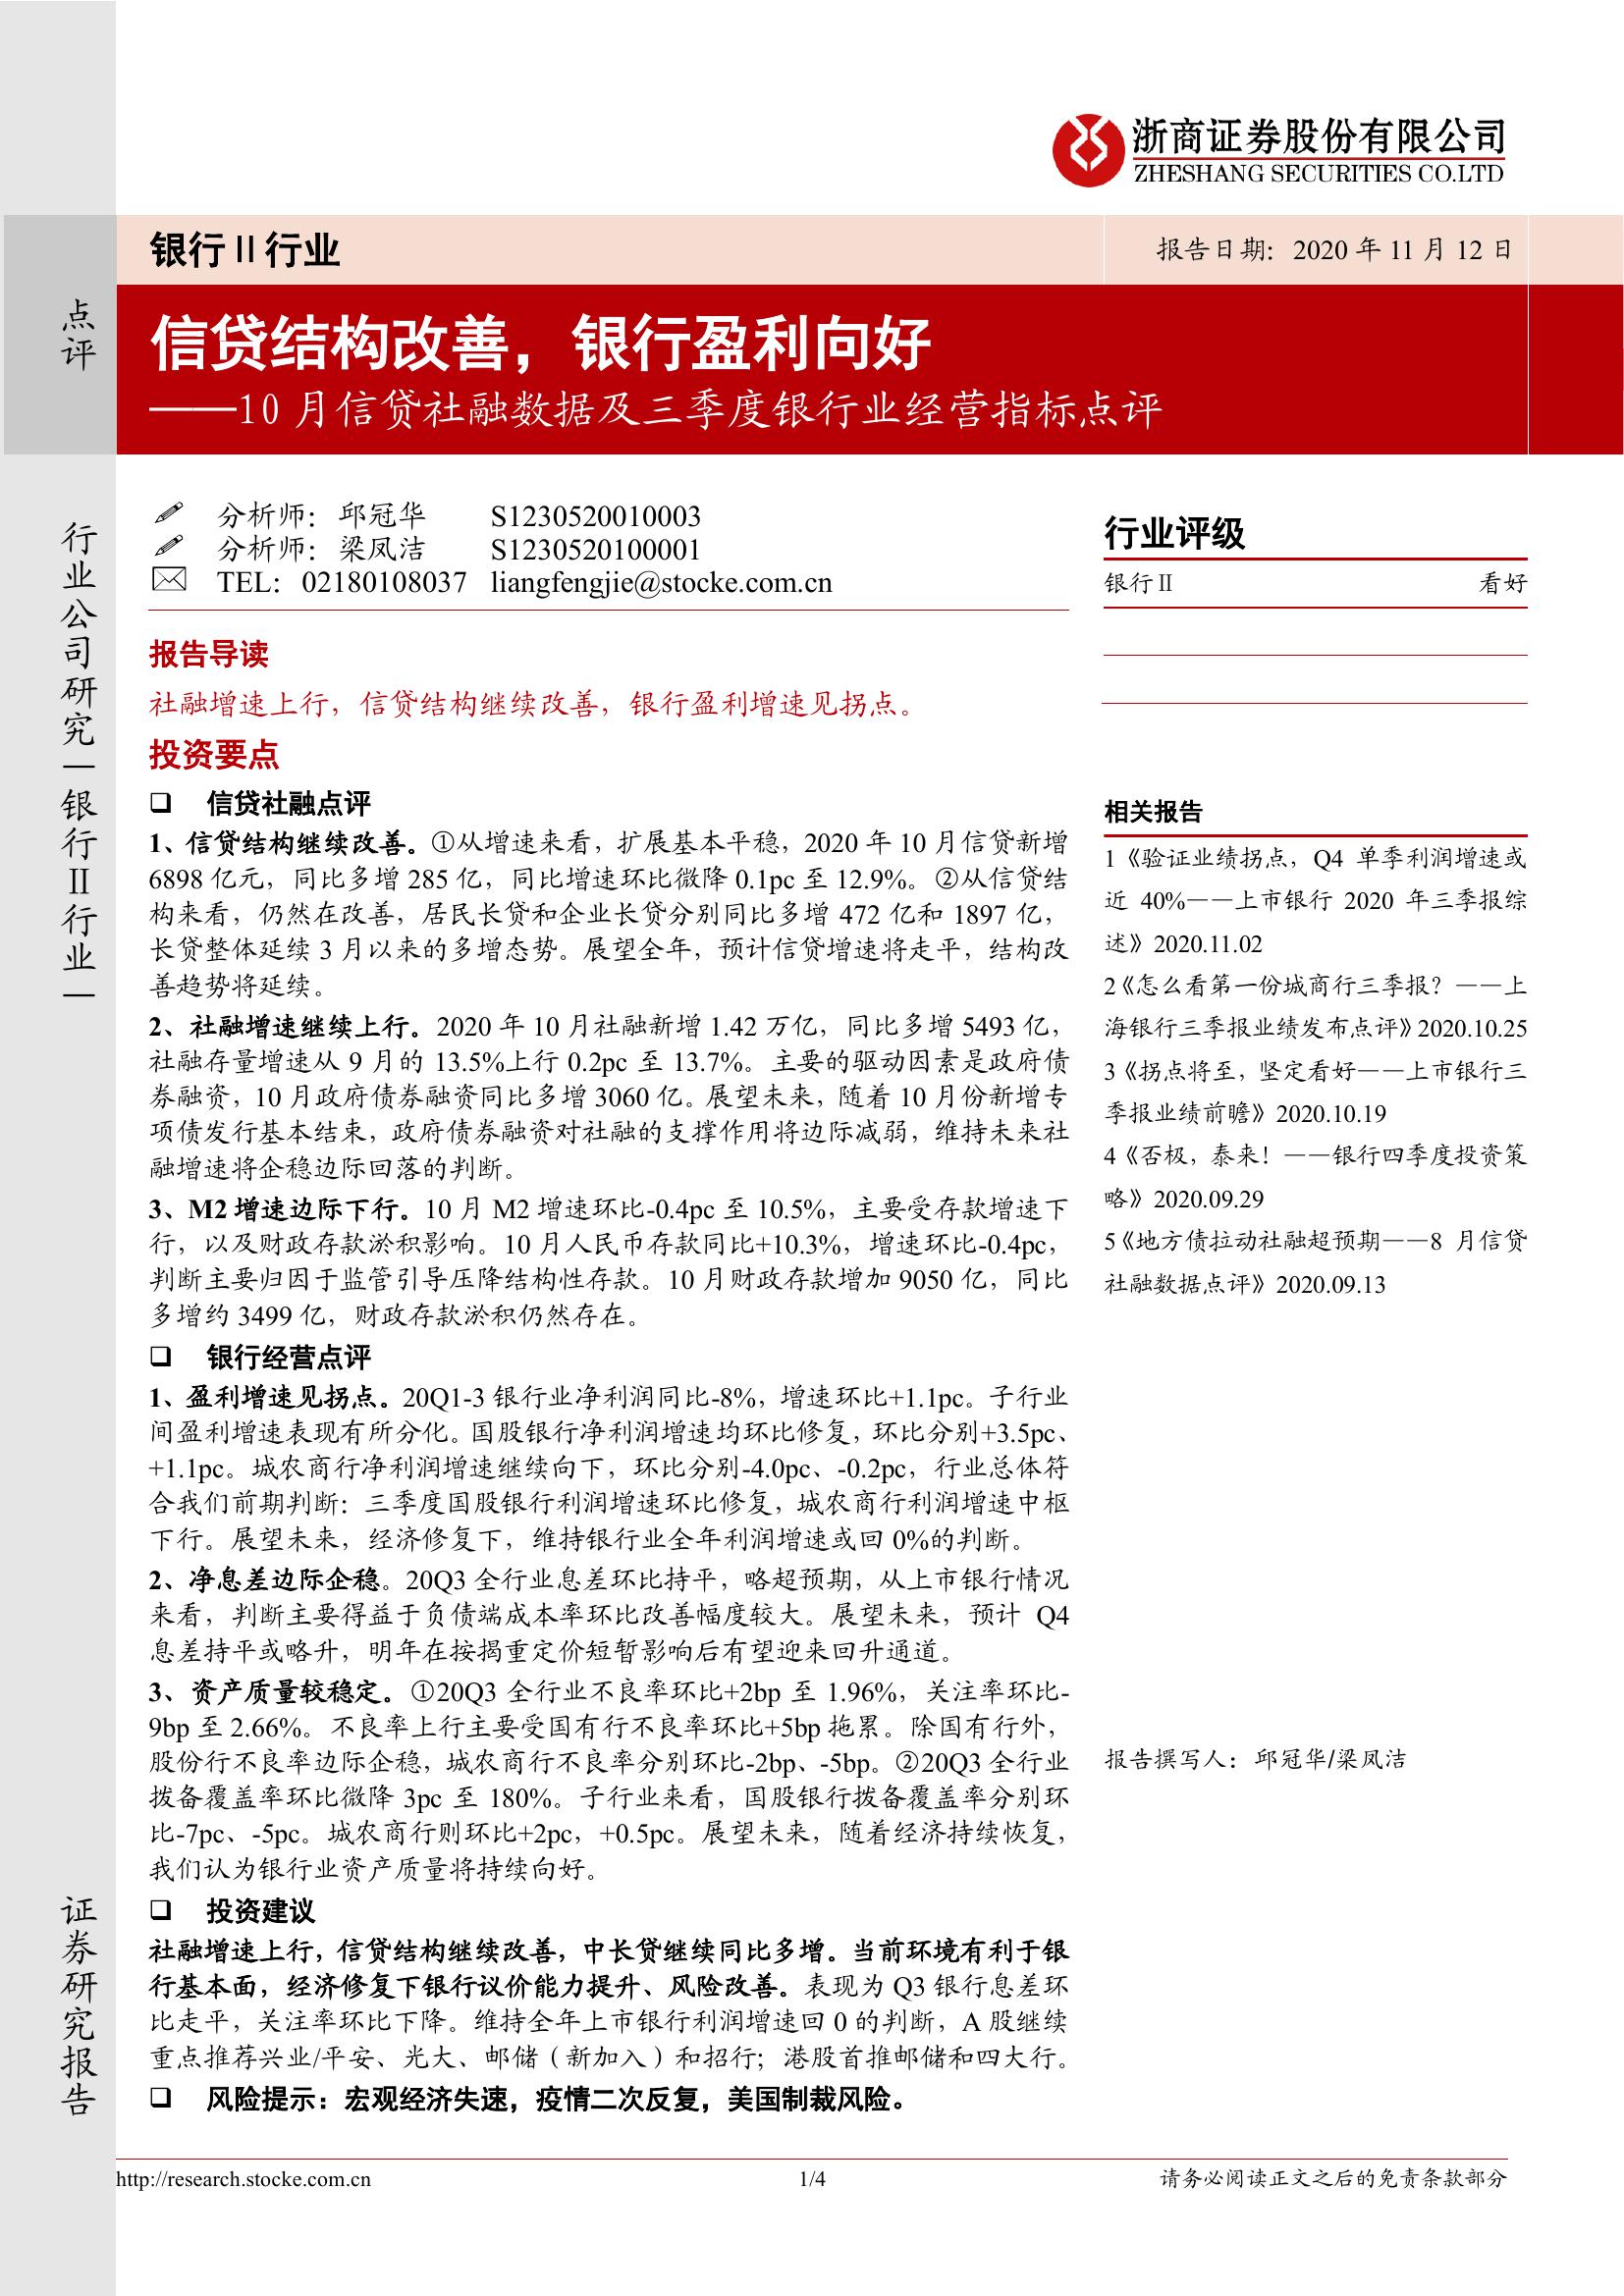 浙商证券股份有限公司
ZHESHANG SECURITIES CO.LTD
银行Ⅱ行业
报告日期：2020 年 11 月 12 日
点评
信贷结构改善，银行盈利向好
——10 月信贷社融数据及三季度银行业经营指标点评
行业公司研究｜银行Ⅱ行业｜
分析师：邱冠华 S1230520010003
分析师：梁凤洁 S1230520100001
TEL：02180108037 liangfengjie@stocke.com.cn
报告导读
社融增速上行，信贷结构继续改善，银行盈利增速见拐点。
投资要点
❑ 信贷社融点评
1、信贷结构继续改善。①从增速来看，扩展基本平稳，2020 年 10 月信贷新增
6898 亿元，同比多增 285 亿，同比增速环比微降 0.1pc 至 12.9%。②从信贷结
构来看，仍然在改善，居民长贷和企业长贷分别同比多增 472 亿和 1897 亿，
长贷整体延续 3 月以来的多增态势。展望全年，预计信贷增速将走平，结构改
善趋势将延续。
2、社融增速继续上行。2020 年 10 月社融新增 1.42 万亿，同比多增 5493 亿，
社融存量增速从 9 月的 13.5%上行 0.2pc 至 13.7%。主要的驱动因素是政府债
券融资，10 月政府债券融资同比多增 3060 亿。展望未来，随着 10 月份新增专
项债发行基本结束，政府债券融资对社融的支撑作用将边际减弱，维持未来社
融增速将企稳边际回落的判断。
3、M2 增速边际下行。10 月 M2 增速环比-0.4pc 至 10.5%，主要受存款增速下
行，以及财政存款淤积影响。10 月人民币存款同比+10.3%，增速环比-0.4pc，
判断主要归因于监管引导压降结构性存款。10 月财政存款增加 9050 亿，同比
多增约 3499 亿，财政存款淤积仍然存在。
❑ 银行经营点评
1、盈利增速见拐点。20Q1-3 银行业净利润同比-8%，增速环比+1.1pc。子行业
间盈利增速表现有所分化。国股银行净利润增速均环比修复，环比分别+3.5pc、
+1.1pc。城农商行净利润增速继续向下，环比分别-4.0pc、-0.2pc，行业总体符
合我们前期判断：三季度国股银行利润增速环比修复，城农商行利润增速中枢
下行。展望未来，经济修复下，维持银行业全年利润增速或回 0%的判断。
2、净息差边际企稳。20Q3 全行业息差环比持平，略超预期，从上市银行情况
来看，判断主要得益于负债端成本率环比改善幅度较大。展望未来，预计 Q4
息差持平或略升，明年在按揭重定价短暂影响后有望迎来回升通道。
3、资产质量较稳定。①20Q3 全行业不良率环比+2bp 至 1.96%，关注率环比-
9bp 至 2.66%。不良率上行主要受国有行不良率环比+5bp 拖累。除国有行外，
股份行不良率边际企稳，城农商行不良率分别环比-2bp、-5bp。②20Q3 全行业
拨备覆盖率环比微降 3pc 至 180%。子行业来看，国股银行拨备覆盖率分别环
比-7pc、-5pc。城农商行则环比+2pc，+0.5pc。展望未来，随着经济持续恢复，
我们认为银行业资产质量将持续向好。
❑ 投资建议
社融增速上行，信贷结构继续改善，中长贷继续同比多增。当前环境有利于银
行基本面，经济修复下银行议价能力提升、风险改善。表现为 Q3 银行息差环
比走平，关注率环比下降。维持全年上市银行利润增速回 0 的判断，A 股继续
重点推荐兴业/平安、光大、邮储（新加入）和招行；港股首推邮储和四大行。
❑ 风险提示：宏观经济失速，疫情二次反复，美国制裁风险。
行业评级
银行Ⅱ 看好
相关报告
1《验证业绩拐点，Q4 单季利润增速或
近 40%——上市银行 2020 年三季报综
述》2020.11.02
2《怎么看第一份城商行三季报？——上
海银行三季报业绩发布点评》2020.10.25
3《拐点将至，坚定看好——上市银行三
季报业绩前瞻》2020.10.19
4《否极，泰来！——银行四季度投资策
略》2020.09.29
5《地方债拉动社融超预期——8 月信贷
社融数据点评》2020.09.13
报告撰写人：邱冠华/梁凤洁
证券研究报告
http://research.stocke.com.cn 1/4 请务必阅读正文之后的免责条款部分